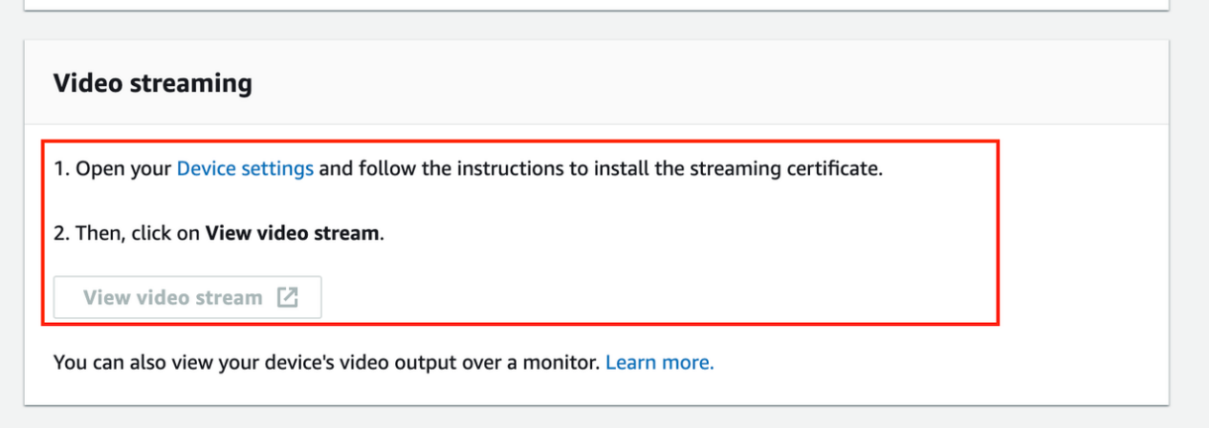 Video streaming
1. Open your Device settings and follow the instructions to install the streaming certificate.
2. Then, click on View video stream.
View video stream
You can also view your device's video output over a monitor. Learn more.